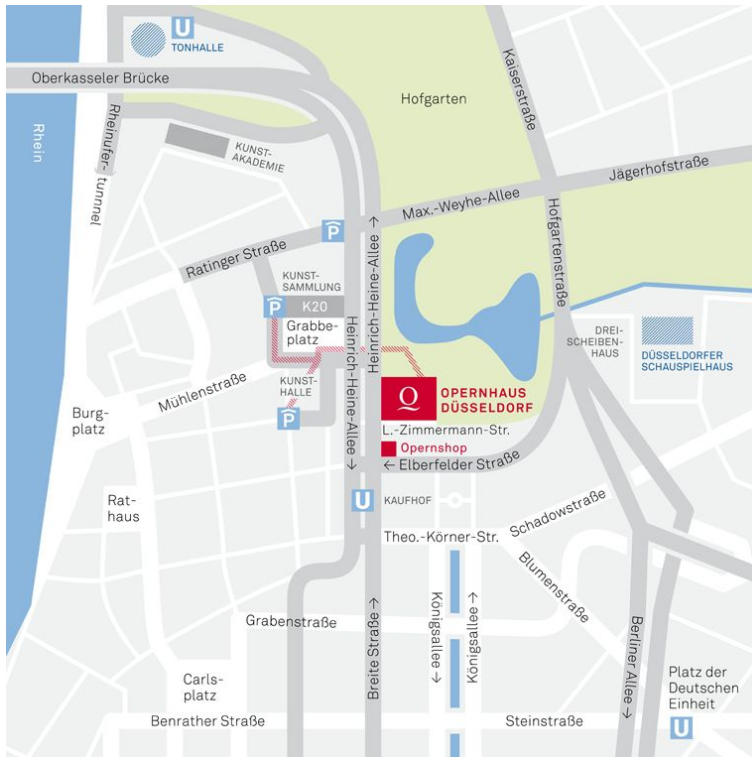 U
TONHALLE
Oberkasseler Brücke
Rhein
Rheinufer-
tunnnel
KUNST-
AKADEMIE
Hofgarten
Kaiserstraße
Jägerhofstraße
Max.-Weyhe-Allee
Hofgartenstraße
Heinrich-Heine-Allee →
P
Ratinger Straße
KUNST-
SAMMLUNG
K20
P
Grabbe-
platz
Heinrich-Heine-Allee →
DREI-
SCHEIBEN-
HAUS
DÜSSELDORFER
SCHAUSPIELHAUS
Mühlenstraße
KUNST-
HALLE
P
Q
OPERNHAUS
DÜSSELDORF
Burg-
platz
L.-Zimmermann-Str.
Opernshop
← Elberfelder Straße
Rat-
haus
U
KAUFHOF
Schadowstraße
Theo.-Körner-Str.
Blumenstraße
Grabenstraße
Breite Straße →
Königsallee →
Königsallee →
Berliner Allee →
Carls-
platz
Platz der
Deutschen
Einheit
U
Benrather Straße
Steinstraße